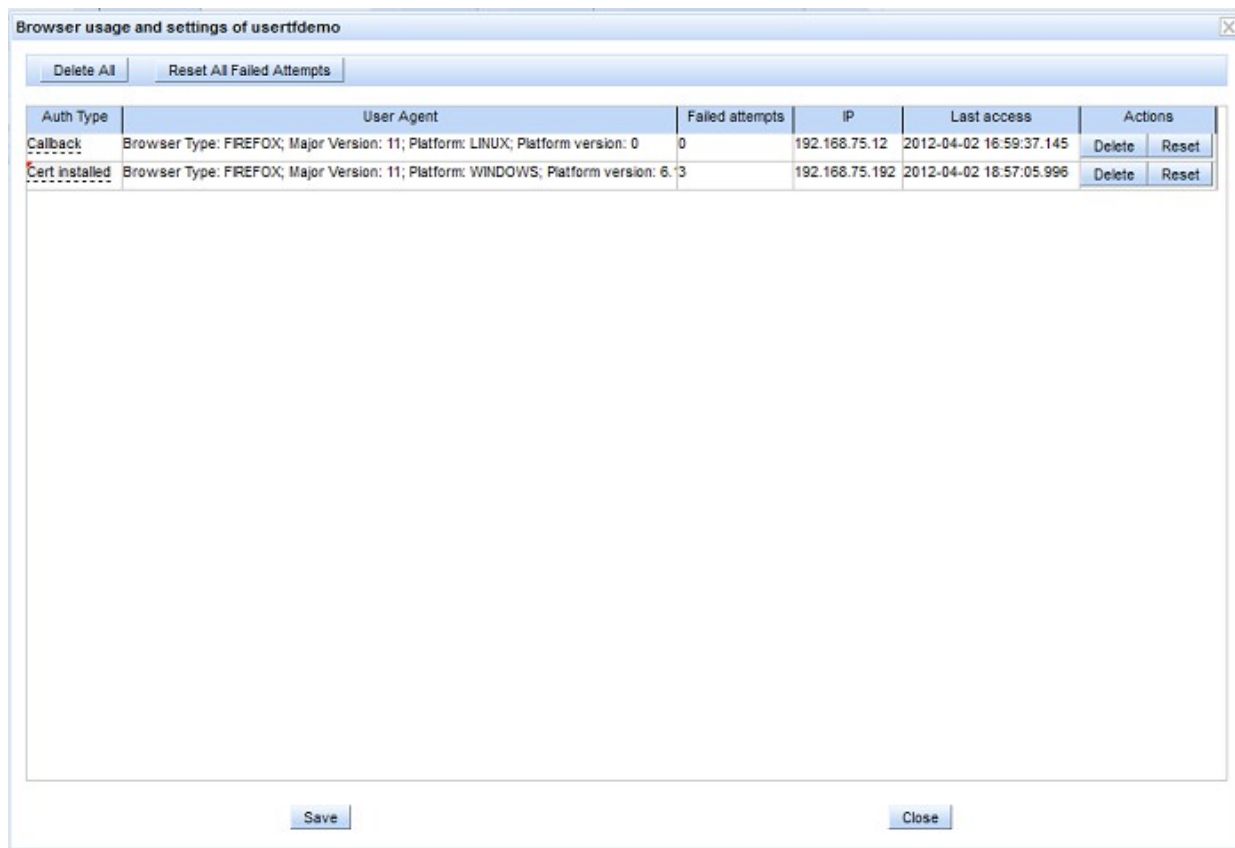 Browser usage and settings of usertfdemo
Delete All Reset All Failed Attempts
Auth Type User Agent Failed attempts IP Last access Actions
Callback Browser Type: FIREFOX; Major Version: 11; Platform: LINUX; Platform version: 0 0 192.168.75.12 2012-04-02 16:59:37.145 Delete Reset
Cert installed Browser Type: FIREFOX; Major Version: 11; Platform: WINDOWS; Platform version: 6. 3 192.168.75.192 2012-04-02 18:57:05.996 Delete Reset
Save Close